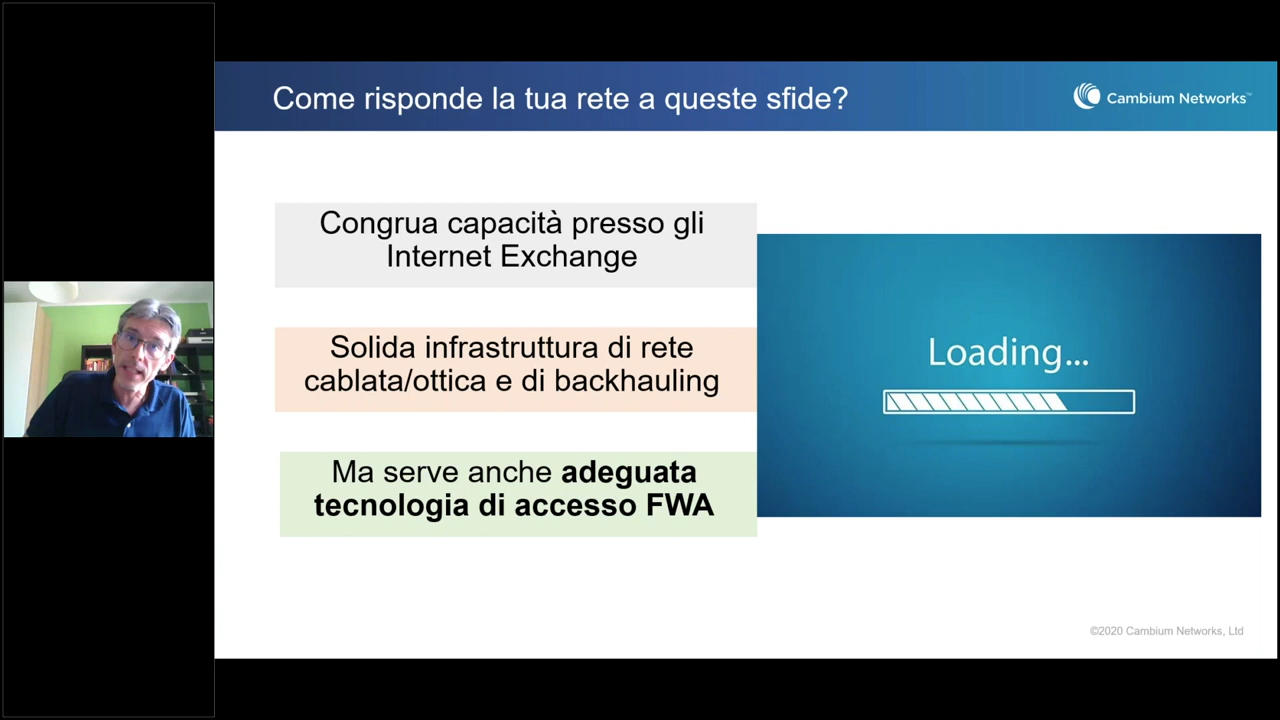 Come risponde la tua rete a queste sfide?
Cambium Networks™
Congrua capacità presso gli
Internet Exchange
Solida infrastruttura di rete
cablata/ottica e di backhauling
Ma serve anche adeguata
tecnologia di accesso FWA
Loading...
©2020 Cambium Networks, Ltd